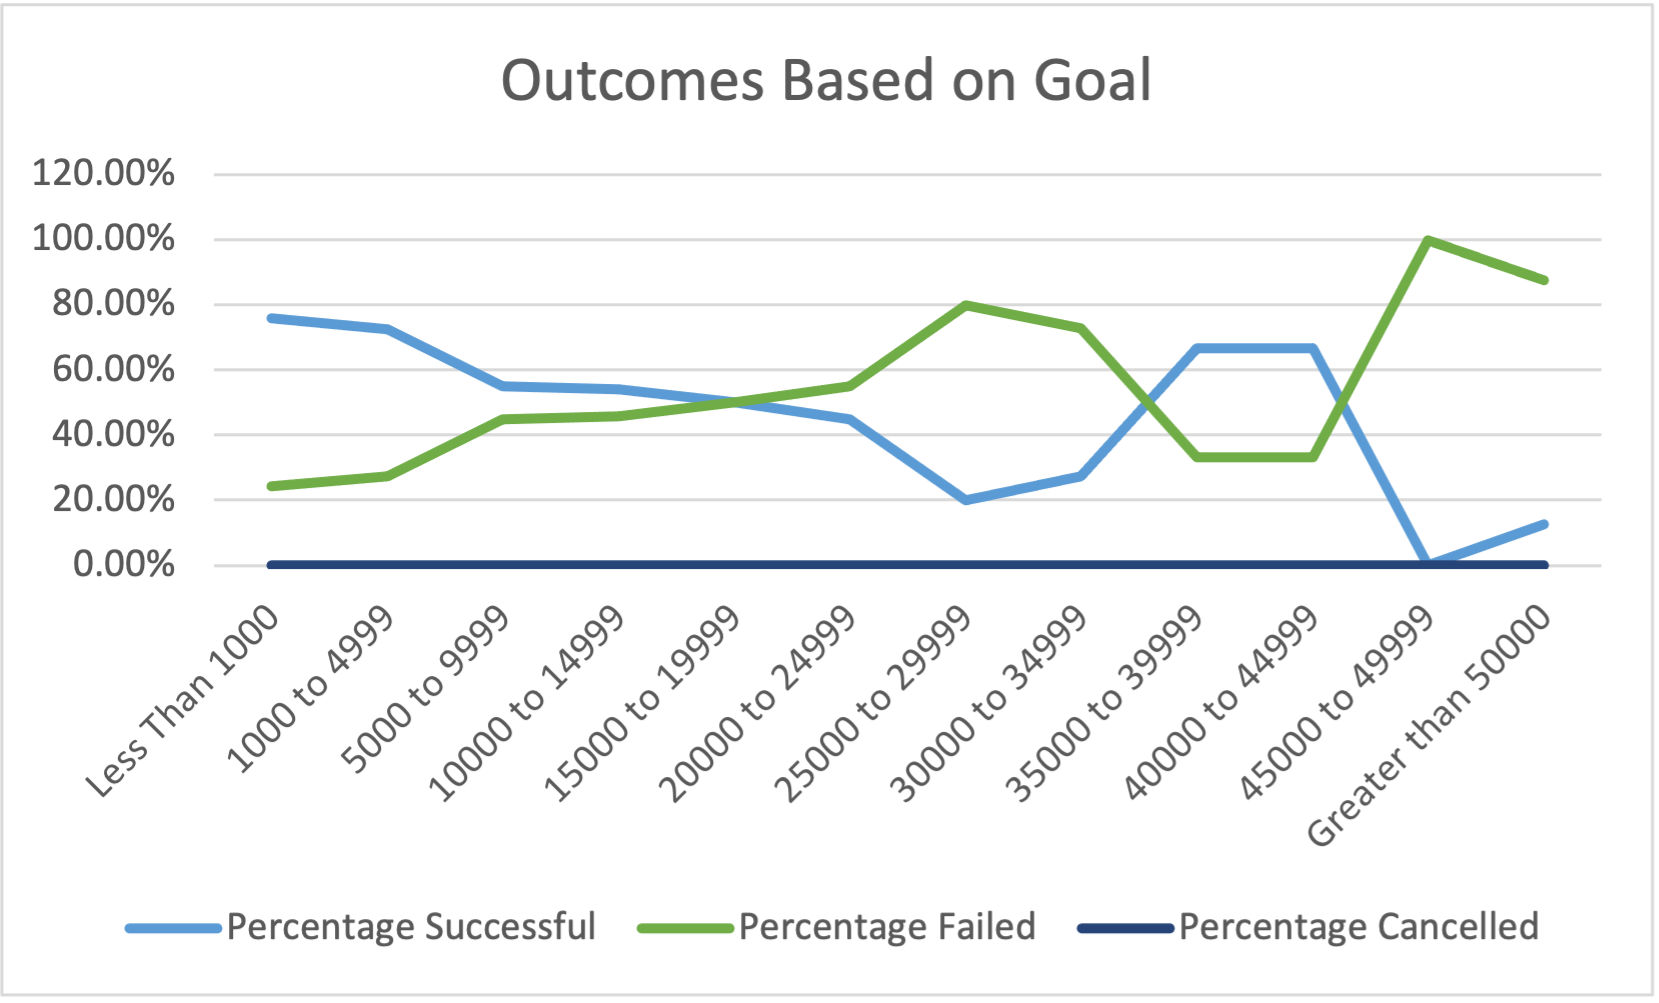 Outcomes Based on Goal
120.00%
100.00%
80.00%
60.00%
40.00%
20.00%
0.00%
Less Than 1000
1000 to 4999
5000 to 9999
10000 to 14999
15000 to 19999
20000 to 24999
25000 to 29999
30000 to 34999
35000 to 39999
40000 to 44999
45000 to 49999
Greater than 50000
Percentage Successful
Percentage Failed
Percentage Cancelled